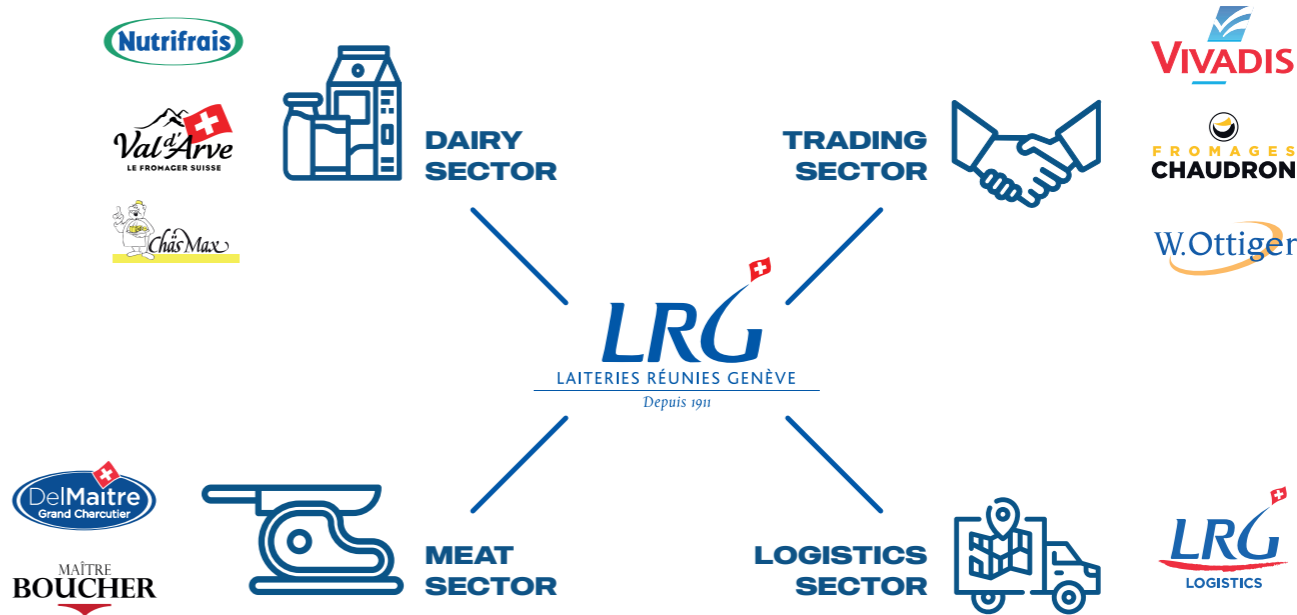 Nutrifrais
Val d'Arve
LE FROMAGER SUISSE
Chäs Max
DAIRY
SECTOR
TRADING
SECTOR
VIVADIS
FROMAGES
CHAUDRON
W.Ottiger
LRG
LAITERIES RÉUNIES GENÈVE
Depuis 1911
DelMaître
Grand Charcutier
MAÎTRE
BOUCHER
MEAT
SECTOR
LOGISTICS
SECTOR
LRG
LOGISTICS